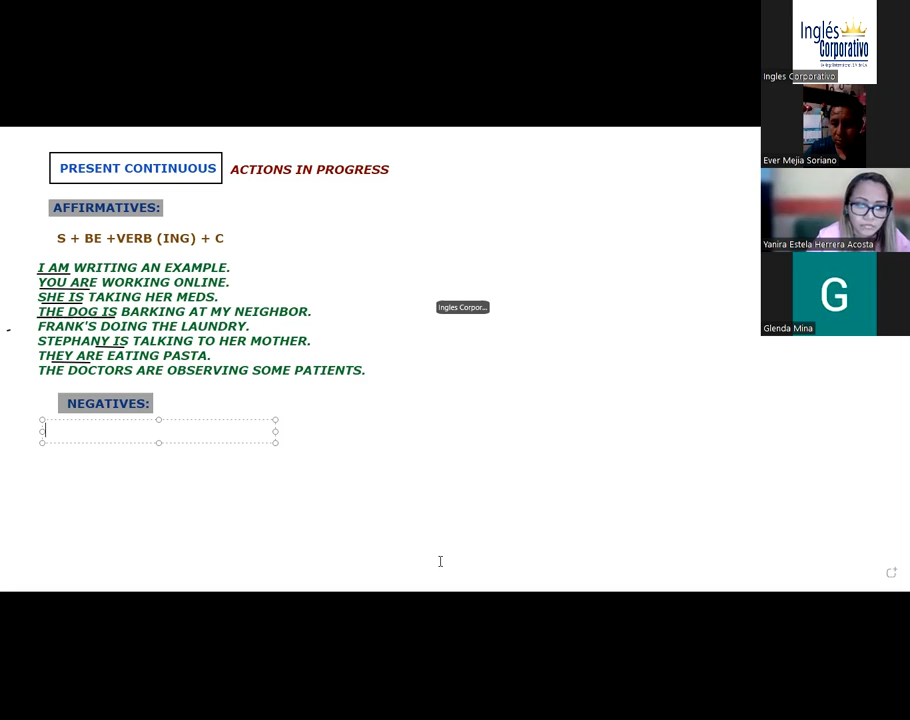 PRESENT CONTINUOUS
ACTIONS IN PROGRESS
AFFIRMATIVES:
S + BE +VERB (ING) + C
I AM WRITING AN EXAMPLE.
YOU ARE WORKING ONLINE.
SHE IS TAKING HER MEDS.
THE DOG IS BARKING AT MY NEIGHBOR.
FRANK'S DOING THE LAUNDRY.
STEPHANY IS TALKING TO HER MOTHER.
THEY ARE EATING PASTA.
THE DOCTORS ARE OBSERVING SOME PATIENTS.
NEGATIVES:
Ingles Corpor...
Inglés
Corporativo
Ingles Corporativo
Ever Mejia Soriano
Yanira Estela Herrera Acosta
G
Glenda Mina